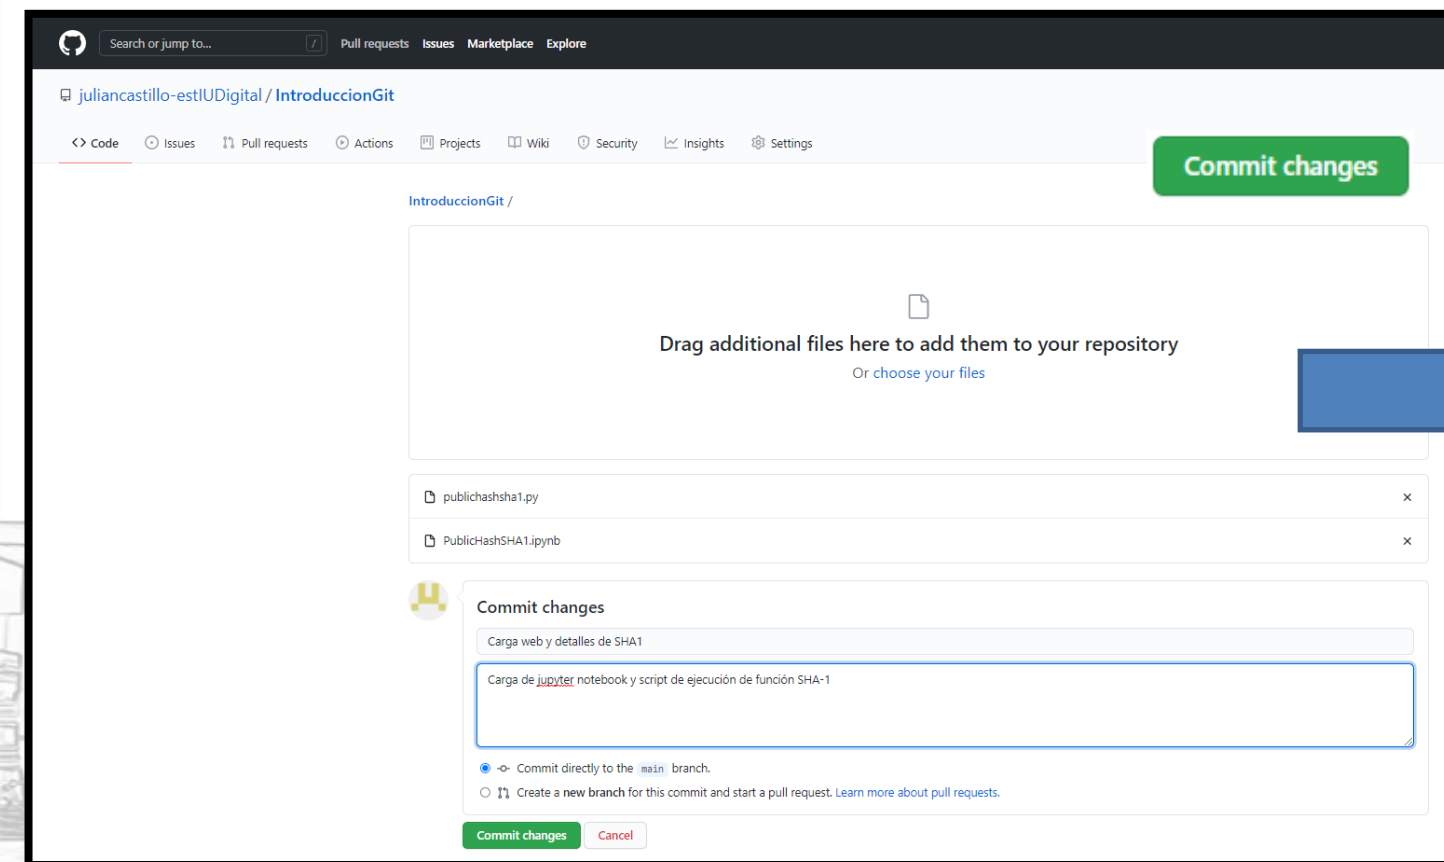 Search or jump to... / Pull requests Issues Marketplace Explore
juliancastillo-estIUDigital / IntroduccionGit
<> Code Issues Pull requests Actions Projects Wiki Security Insights Settings
Commit changes
IntroduccionGit /
Drag additional files here to add them to your repository
Or choose your files
publichashsha1.py
PublicHashSHA1.ipynb
Commit changes
Carga web y detalles de SHA1
Carga de jupyter notebook y script de ejecución de función SHA-1
Commit directly to the main branch.
Create a new branch for this commit and start a pull request. Learn more about pull requests.
Commit changes Cancel